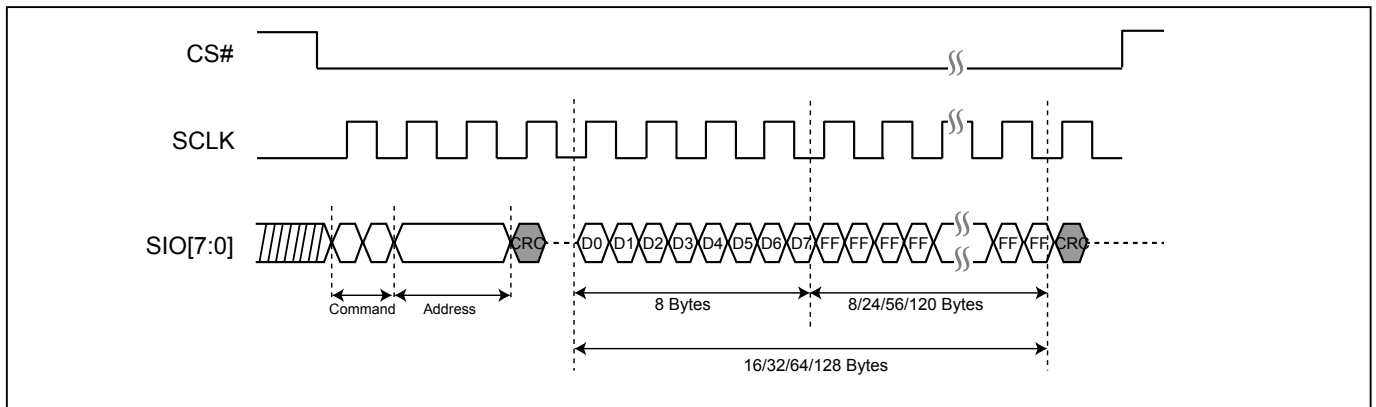 CS#
SCLK
SIO[7:0]
CRC D0 D1 D2 D3 D4 D5 D6 D7 FF FF FF FF FF FF CRC
Command Address 8 Bytes 8/24/56/120 Bytes
16/32/64/128 Bytes